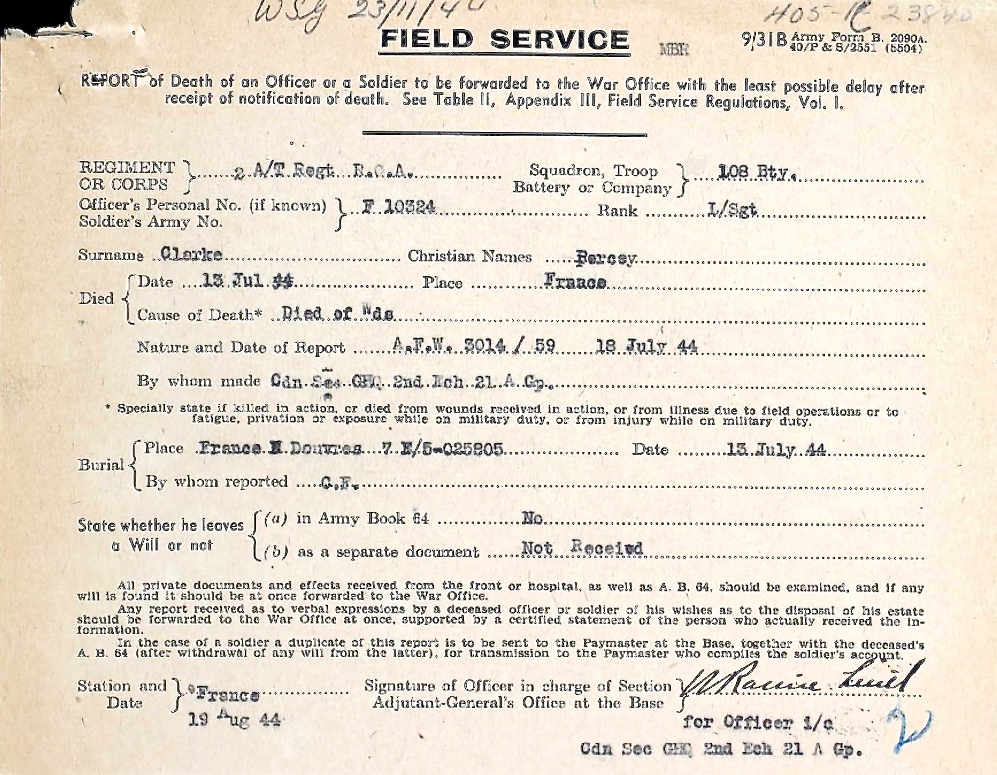 WSG 23/11/44
405-R 23840
FIELD SERVICE
MBR
9/31B Army Form B. 2090A.
40/P & S/2551 (5504)
REPORT of Death of an Officer or a Soldier to be forwarded to the War Office with the least possible delay after
receipt of notification of death. See Table II, Appendix III, Field Service Regulations, Vol. I.
REGIMENT OR CORPS } 2 A/T Regt R.C.A. Squadron, Troop Battery or Company } 108 Bty.
Officer's Personal No. (if known) Soldier's Army No. } F 10324 Rank L/Sgt
Surname Clarke Christian Names Percsy
Died { Date 13 Jul 44 Place France
Cause of Death* Died of Wds
Nature and Date of Report A.F.W. 3014 / 59 18 July 44
By whom made Cdn Sec GHQ 2nd Ech 21 A Gp.
* Specially state if killed in action, or died from wounds received in action, or from illness due to field operations or to
fatigue, privation or exposure while on military duty, or from injury while on military duty.
Burial { Place France N Douvres 7 E/5-025805 Date 13 July 44
By whom reported C.F.
State whether he leaves a Will or not { (a) in Army Book 64 No
(b) as a separate document Not Receivd
All private documents and effects received from the front or hospital, as well as A. B. 64, should be examined, and if any
will is found it should be at once forwarded to the War Office.
Any report received as to verbal expressions by a deceased officer or soldier of his wishes as to the disposal of his estate
should be forwarded to the War Office at once, supported by a certified statement of the person who actually received the in-
formation.
In the case of a soldier a duplicate of this report is to be sent to the Paymaster at the Base, together with the deceased's
A. B. 64 (after withdrawal of any will from the latter), for transmission to the Paymaster who compiles the soldier's account.
Station and Date } France Signature of Officer in charge of Section Adjutant-General's Office at the Base }
19 Aug 44
for Officer i/c
2
Cdn Sec GHQ 2nd Ech 21 A Gp.